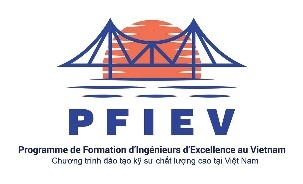 PFIEV
Programme de Formation d'Ingénieurs d'Excellence au Vietnam
Chương trình đào tạo kỹ sư chất lượng cao tại Việt Nam